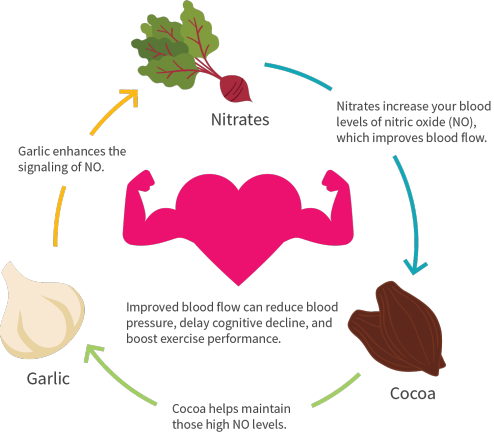 Nitrates
Nitrates increase your blood
levels of nitric oxide (NO),
which improves blood flow.
Garlic enhances the
signaling of NO.
Improved blood flow can reduce blood
pressure, delay cognitive decline, and
boost exercise performance.
Garlic
Cocoa
Cocoa helps maintain
those high NO levels.